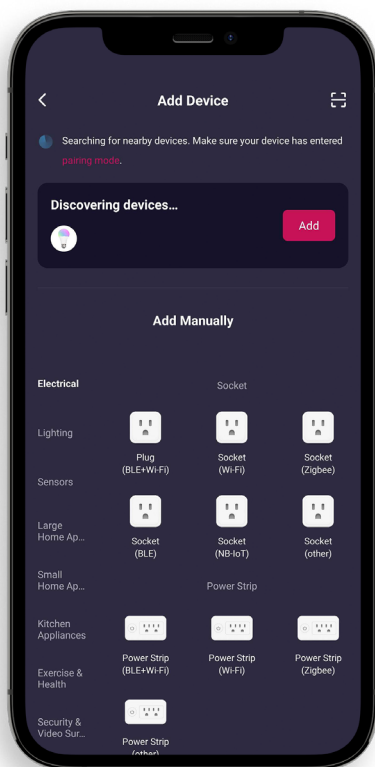 Add Device
Searching for nearby devices. Make sure your device has entered
pairing mode.
Discovering devices...
Add
Add Manually
Electrical
Lighting
Sensors
Large
Home Ap...
Small
Home Ap...
Kitchen
Appliances
Exercise &
Health
Security &
Video Sur...
Socket
Plug
(BLE+Wi-Fi)
Socket
(Wi-Fi)
Socket
(Zigbee)
Socket
(BLE)
Socket
(NB-IoT)
Socket
(other)
Power Strip
Power Strip
(BLE+Wi-Fi)
Power Strip
(Wi-Fi)
Power Strip
(Zigbee)
Power Strip
(other)